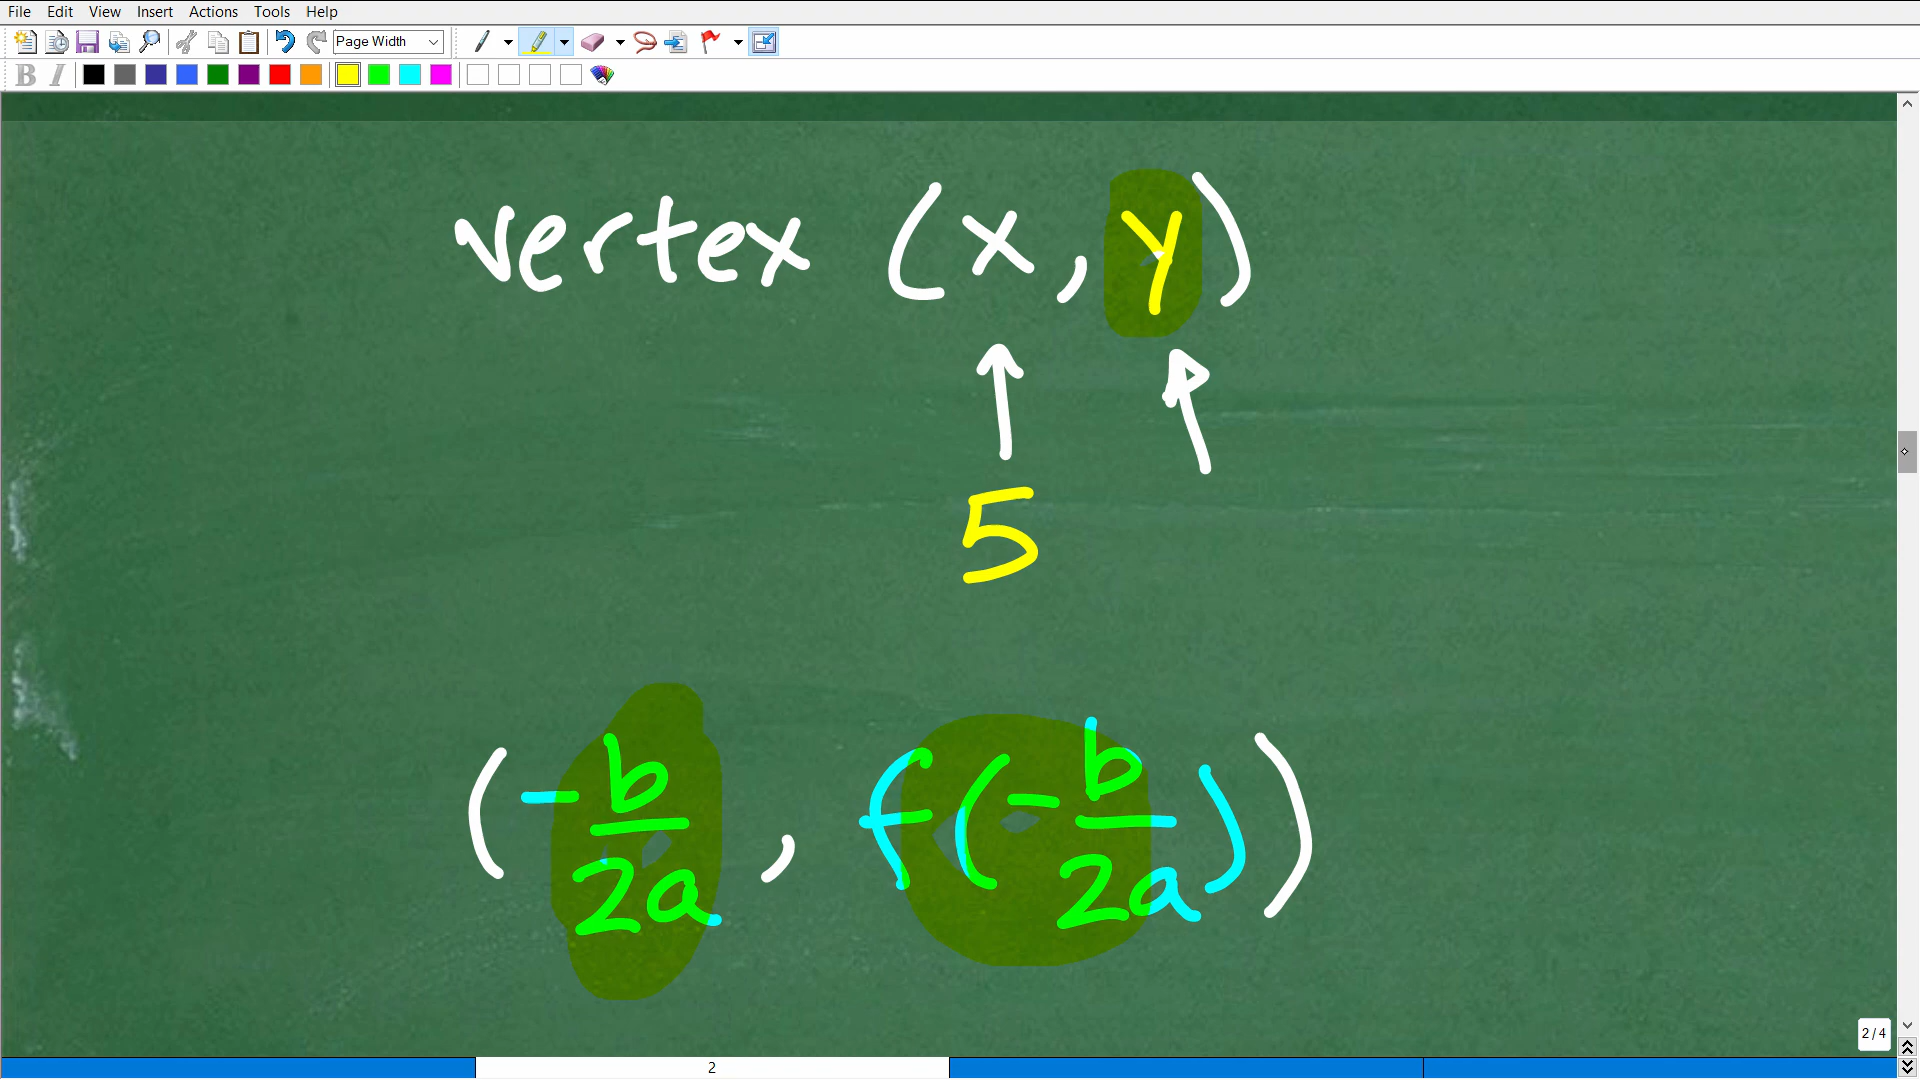 File Edit View Insert Actions Tools Help
Page Width
B I
vertex (x, y)
5
(-b/2a, f(-b/2a))
2/4
2